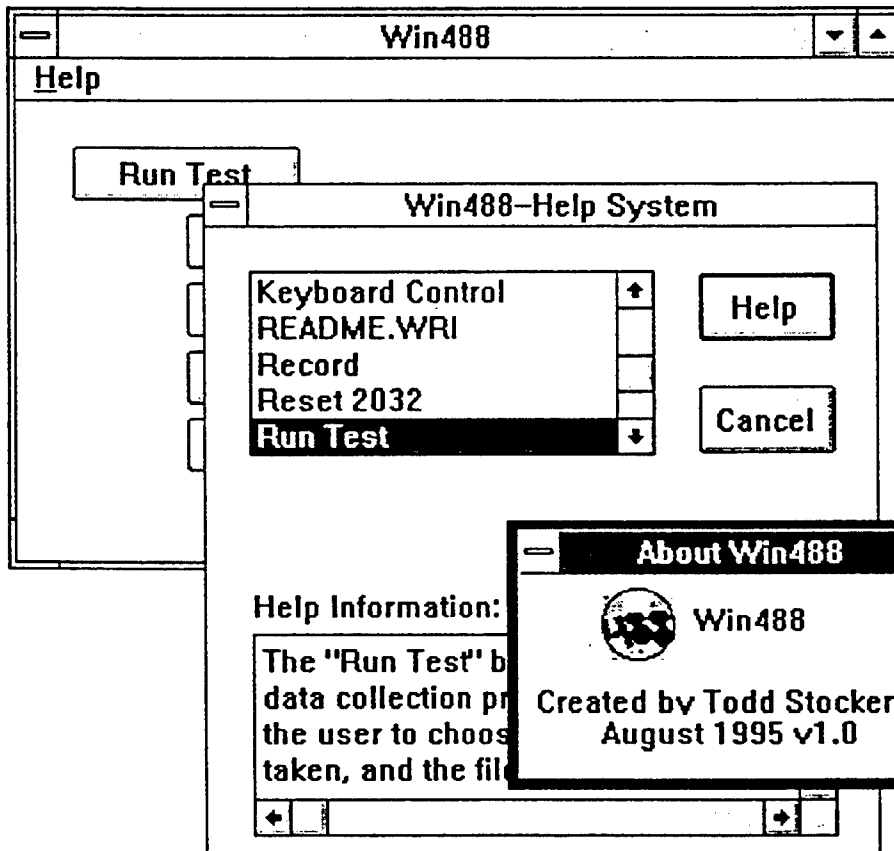 Win488
Help
Run Test
Win488-Help System
Keyboard Control
README.WRI
Record
Reset 2032
Run Test
Help
Cancel
About Win488
Win488
Created by Todd Stocker
August 1995 v1.0
Help Information:
The "Run Test" b
data collection pr
the user to choos
taken, and the file